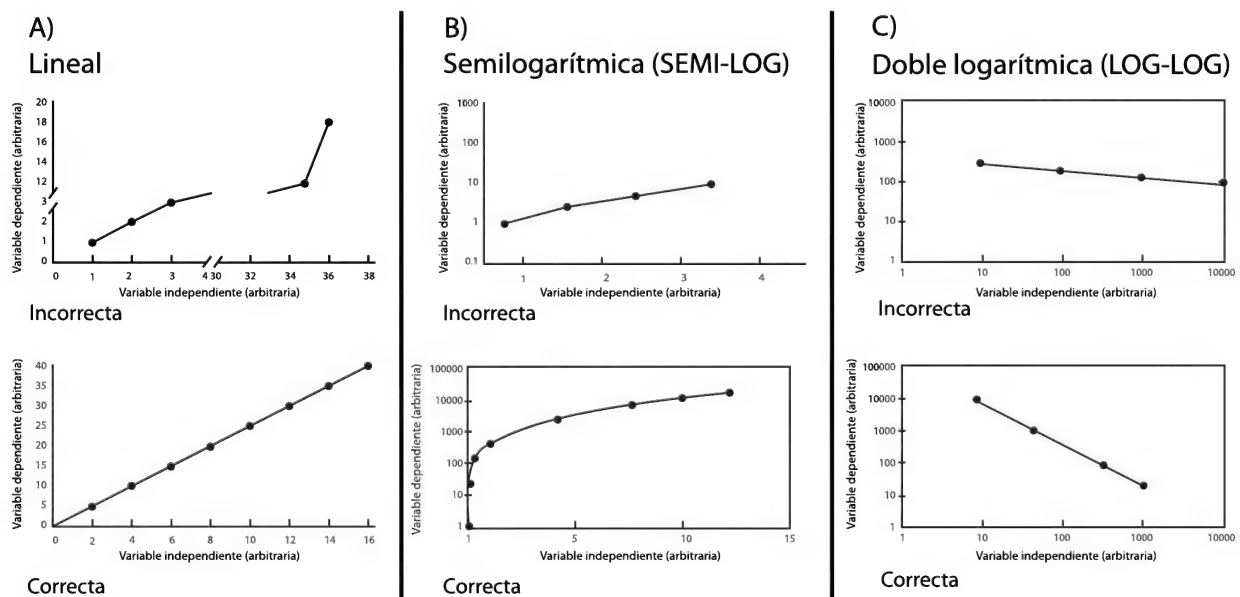 A)
Lineal
Variable dependiente (arbitraria)
20
18
16
14
12
3
2
1
0
0 1 2 3 4 30 32 34 36 38
Variable independiente (arbitraria)
Incorrecta
Variable dependiente (arbitraria)
40
35
30
25
20
15
10
5
0
0 2 4 6 8 10 12 14 16
Variable independiente (arbitraria)
Correcta
B)
Semilogarítmica (SEMI-LOG)
Variable dependiente (arbitraria)
1000
100
10
1
0.1
1 2 3 4
Variable independiente (arbitraria)
Incorrecta
Variable dependiente (arbitraria)
100000
10000
1000
100
10
1
1 5 10 15
Variable independiente (arbitraria)
Correcta
C)
Doble logarítmica (LOG-LOG)
Variable dependiente (arbitraria)
10000
1000
100
10
1
1 10 100 1000 10000
Variable independiente (arbitraria)
Incorrecta
Variable dependiente (arbitraria)
100000
10000
1000
100
10
1
1 10 100 1000 10000
Variable independiente (arbitraria)
Correcta